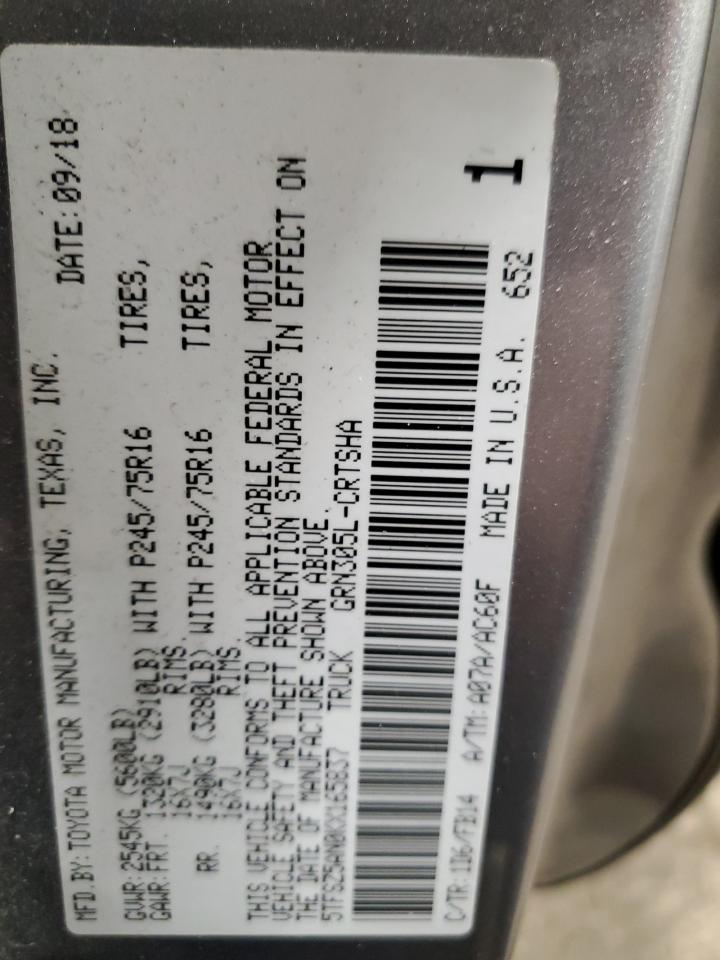 MFD.BY: TOYOTA MOTOR MANUFACTURING, TEXAS, INC. DATE: 09/18
GVWR: 2545KG (5600LB)
GAWR: FRT. 1320KG (2910LB) WITH P245/75R16 TIRES,
16X7J RIMS.
RR. 1490KG (3280LB) WITH P245/75R16 TIRES,
16X7J RIMS.
THIS VEHICLE CONFORMS TO ALL APPLICABLE FEDERAL MOTOR
VEHICLE SAFETY AND THEFT PREVENTION STANDARDS IN EFFECT ON
THE DATE OF MANUFACTURE SHOWN ABOVE.
5TFSZ5AN0KX165837 TRUCK GRN305L-CRTSHA
1
C/TR: 1D6/FB14 A/TM: A07A/AC60F MADE IN U.S.A. 652